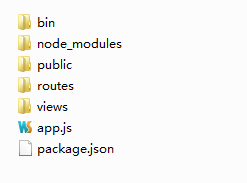 bin
node_modules
public
routes
views
app.js
package.json